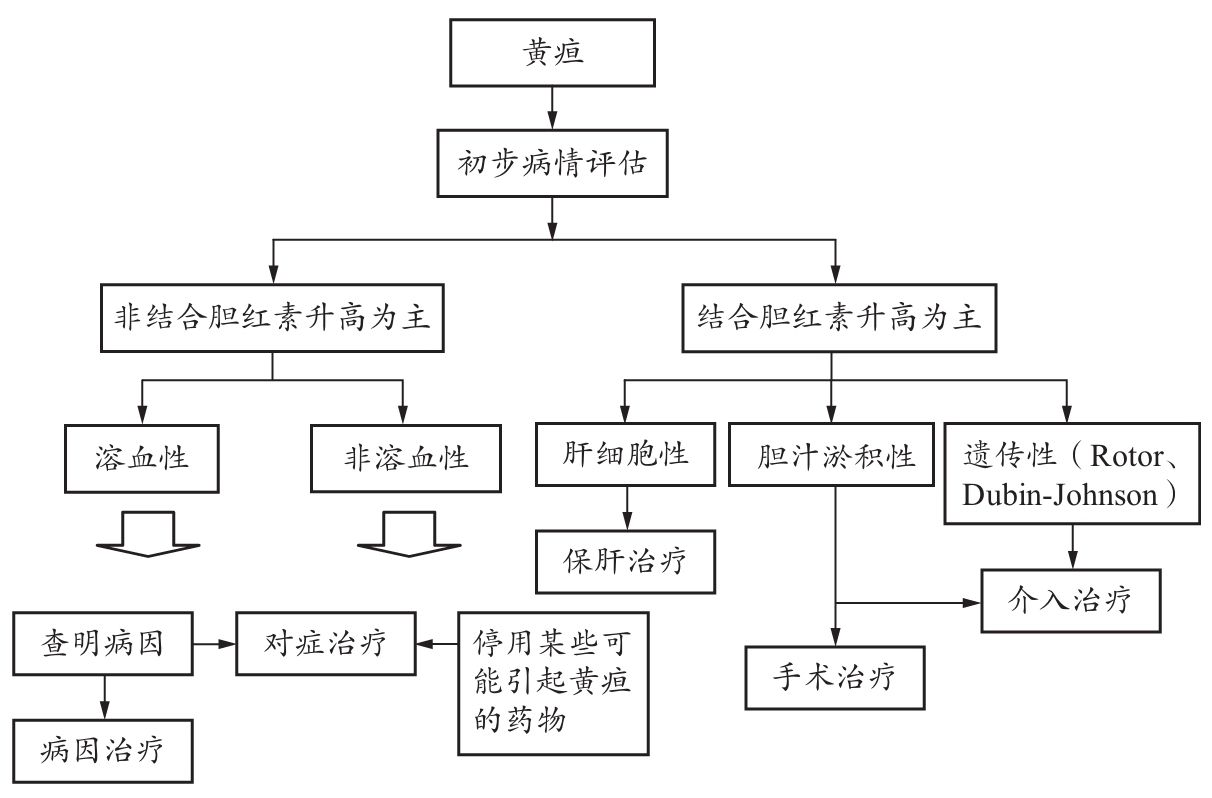 黄疸
初步病情评估
非结合胆红素升高为主
结合胆红素升高为主
溶血性
非溶血性
肝细胞性
胆汁淤积性
遗传性（Rotor、
Dubin-Johnson）
保肝治疗
介入治疗
查明病因
对症治疗
停用某些可
能引起黄疸
的药物
手术治疗
病因治疗